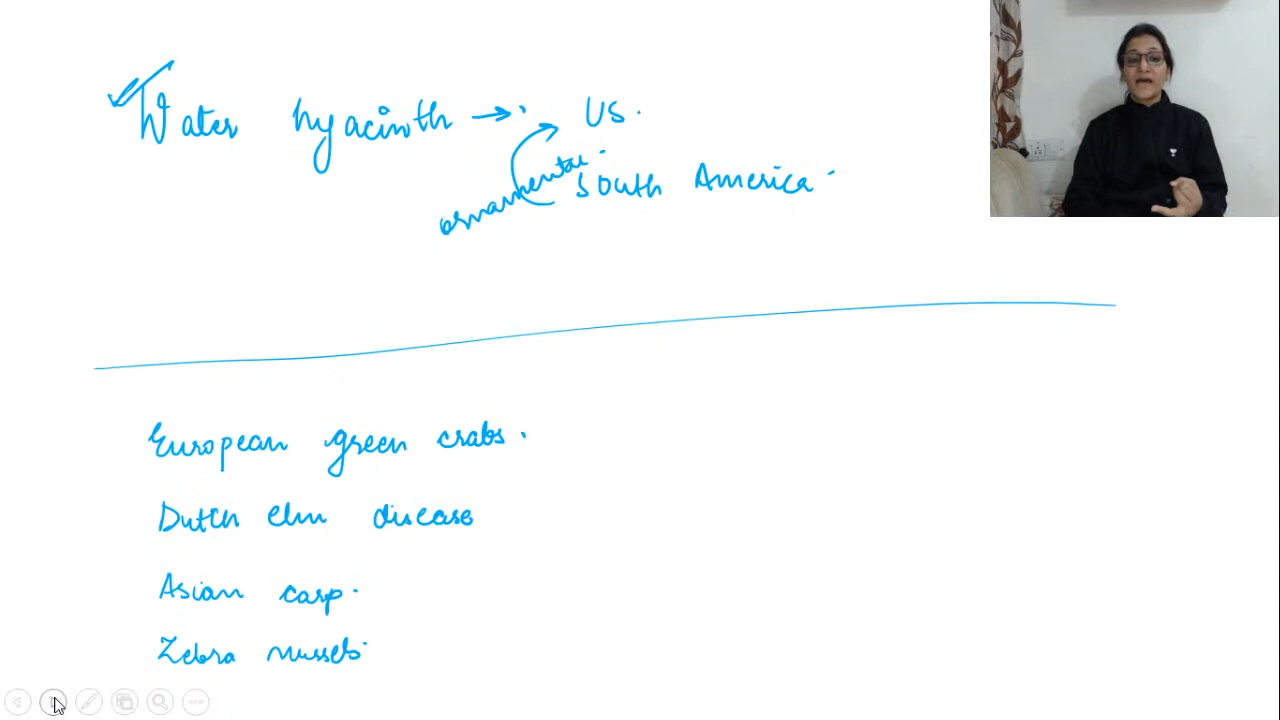 Water hyacinth → US.
ornamental
South America.
European green crabs.
Dutch elm disease
Asian carp.
Zebra mussels